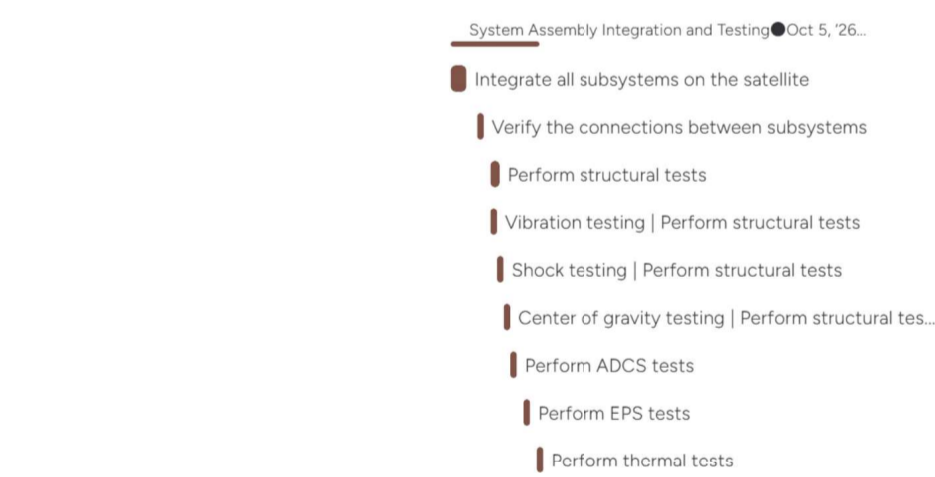 System Assembly Integration and Testing Oct 5, '26...
Integrate all subsystems on the satellite
Verify the connections between subsystems
Perform structural tests
Vibration testing | Perform structural tests
Shock testing | Perform structural tests
Center of gravity testing | Perform structural tes...
Perform ADCS tests
Perform EPS tests
Perform thermal tests